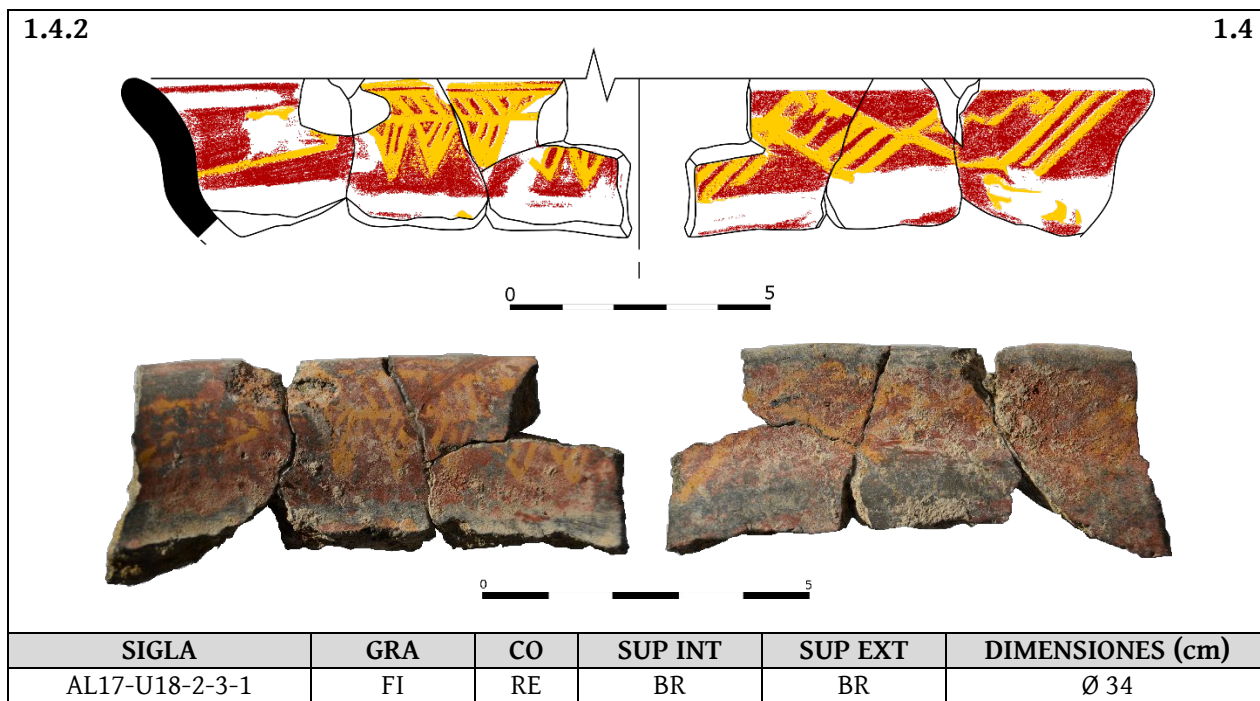 1.4.2 1.4
0 5
0 5
SIGLA GRA CO SUP INT SUP EXT DIMENSIONES (cm)
AL17-U18-2-3-1 FI RE BR BR Ø 34